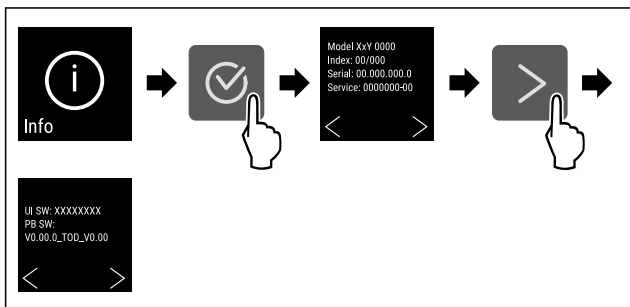 Info
Model XxY 0000
Index: 00/000
Serial: 00.000.000.0
Service: 0000000-00
UI SW: XXXXXXXX
PB SW:
V0.00.0_TOD_V0.00